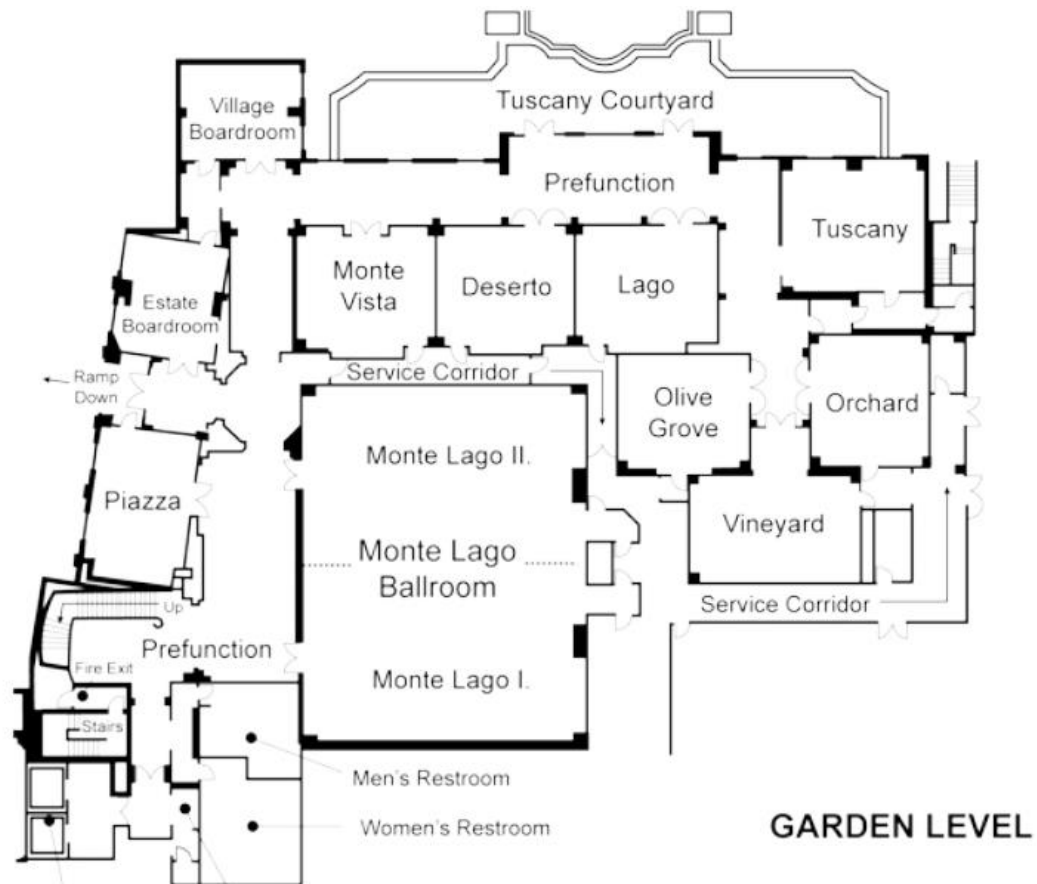 Tuscany Courtyard
Village
Boardroom
Prefunction
Tuscany
Monte
Vista
Deserto
Lago
Estate
Boardroom
Ramp
Down
Service Corridor
Olive
Grove
Orchard
Monte Lago II.
Piazza
Vineyard
Monte Lago
Ballroom
Up
Service Corridor
Prefunction
Fire Exit
Monte Lago I.
Stairs
Men's Restroom
Women's Restroom
GARDEN LEVEL